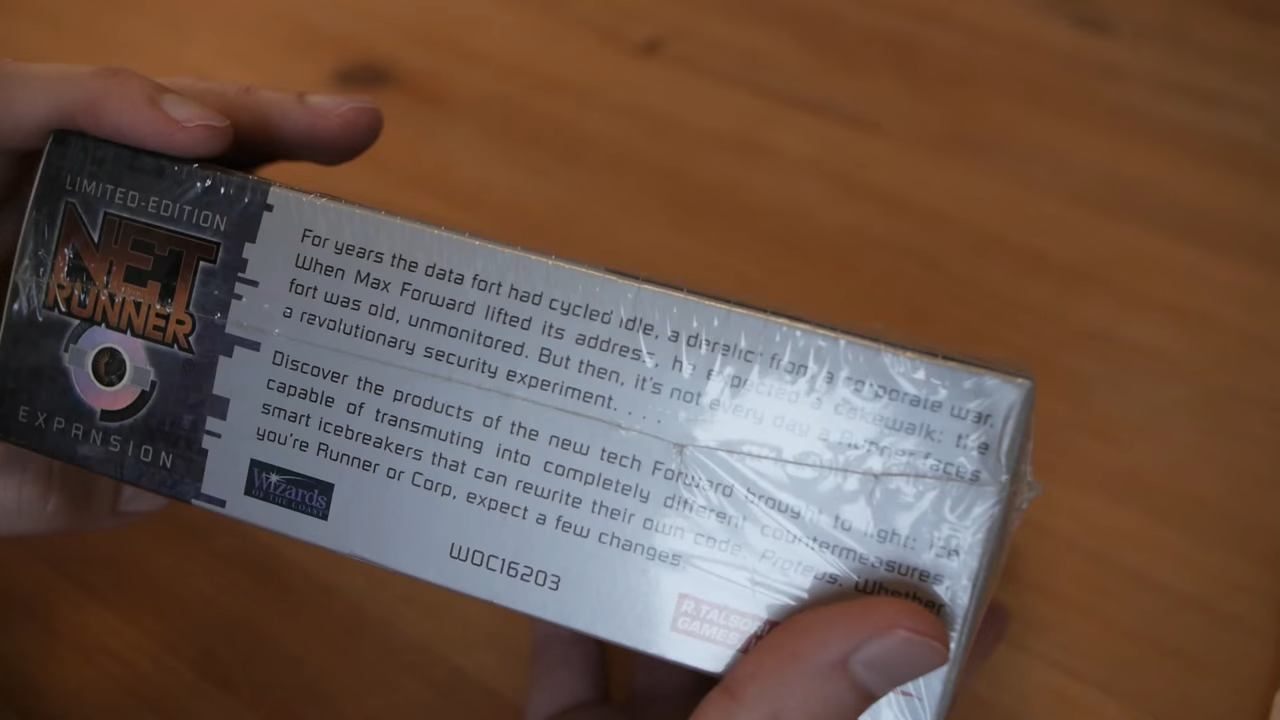 LIMITED-EDITION
NET
RUNNER
EXPANSION
For years the data fort had cycled idle, a derelict from a corporate war.
When Max Forward lifted its address, he expected a cakewalk: the
fort was old, unmonitored. But then, it's not every day a Runner faces
a revolutionary security experiment. . . .
Discover the products of the new tech Forward brought to light: ice
capable of transmuting into completely different countermeasures,
smart icebreakers that can rewrite their own code. Proteus. Whether
you're Runner or Corp, expect a few changes.
WIZARDS
OF THE COAST
WOC16203
R.TALSORIAN
GAMES